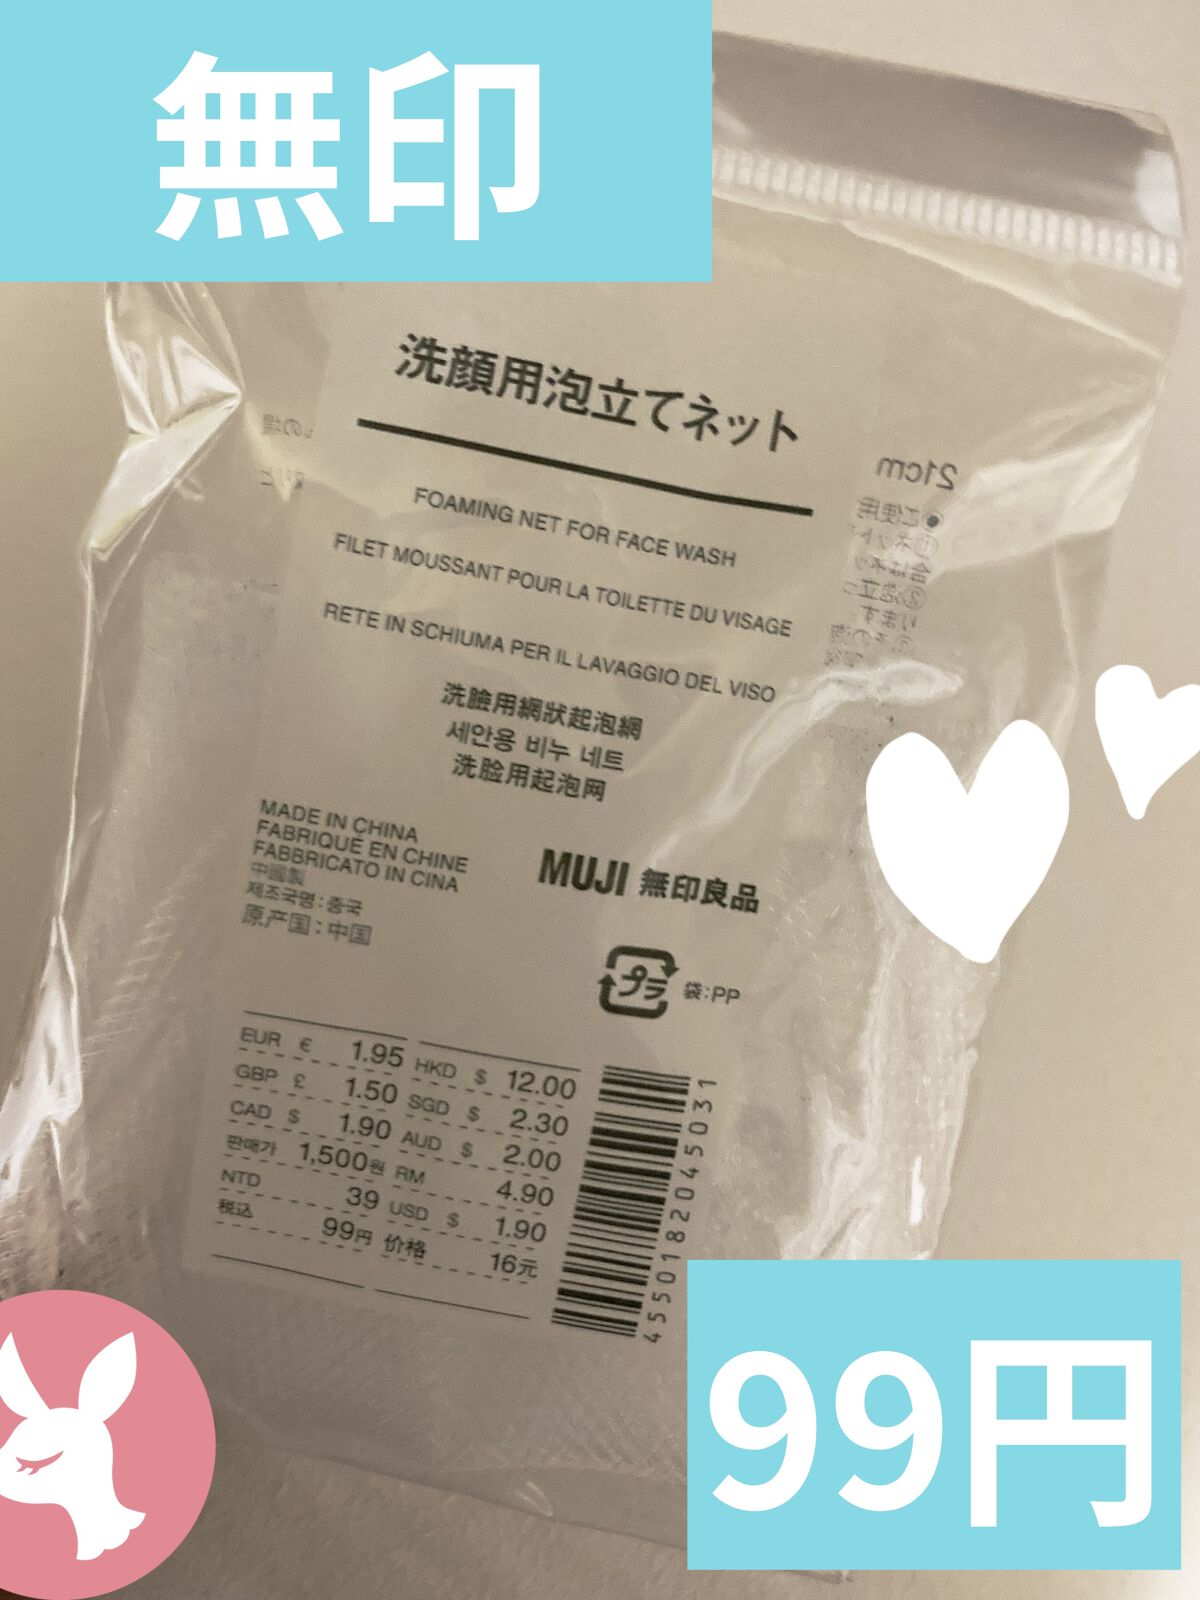 無印
洗顔用泡立てネット
FOAMING NET FOR FACE WASH
FILET MOUSSANT POUR LA TOILETTE DU VISAGE
RETE IN SCHIUMA PER IL LAVAGGIO DEL VISO
洗臉用網狀起泡網
세안용 비누 네트
洗脸用起泡网
MADE IN CHINA
FABRIQUÉ EN CHINE
FABBRICATO IN CINA
中國製
제조국명:중국
原产国:中国
MUJI 無印良品
プラ 袋:PP
EUR € 1.95 HKD $ 12.00
GBP £ 1.50 SGD $ 2.30
CAD $ 1.90 AUD $ 2.00
판매가 1,500원 RM 4.90
NTD 39 USD $ 1.90
税込 99円 价格 16元
4550182045031
21cm
99円